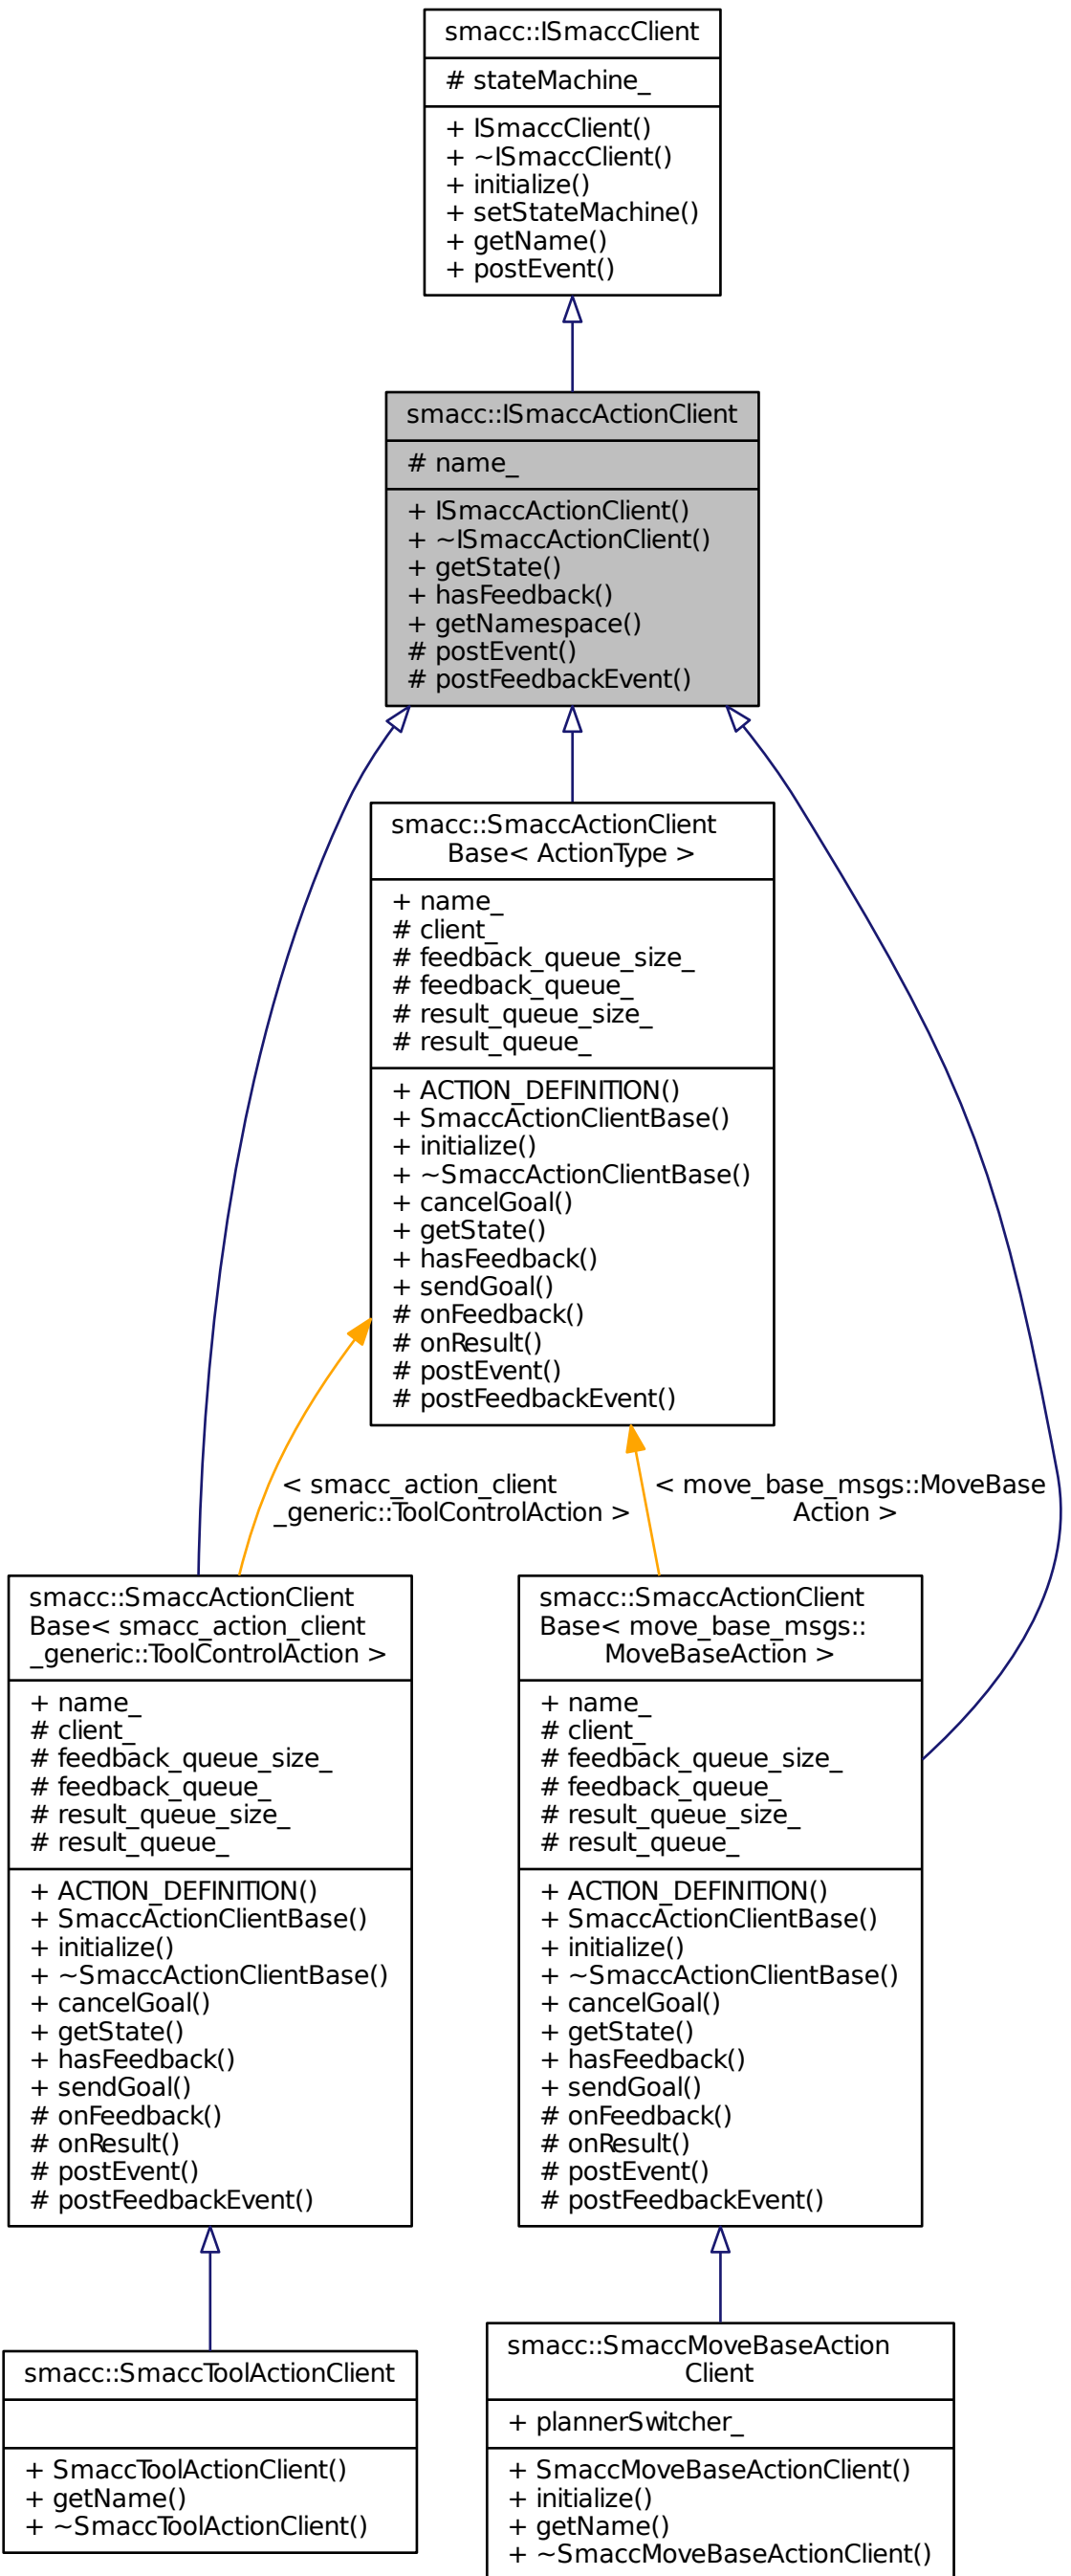 smacc::ISmaccClient
# stateMachine_
+ ISmaccClient()
+ ~ISmaccClient()
+ initialize()
+ setStateMachine()
+ getName()
+ postEvent()
smacc::ISmaccActionClient
# name_
+ ISmaccActionClient()
+ ~ISmaccActionClient()
+ getState()
+ hasFeedback()
+ getNamespace()
# postEvent()
# postFeedbackEvent()
smacc::SmaccActionClient
Base< ActionType >
+ name_
# client_
# feedback_queue_size_
# feedback_queue_
# result_queue_size_
# result_queue_
+ ACTION_DEFINITION()
+ SmaccActionClientBase()
+ initialize()
+ ~SmaccActionClientBase()
+ cancelGoal()
+ getState()
+ hasFeedback()
+ sendGoal()
# onFeedback()
# onResult()
# postEvent()
# postFeedbackEvent()
< smacc_action_client
_generic::ToolControlAction >
< move_base_msgs::MoveBase
Action >
smacc::SmaccActionClient
Base< smacc_action_client
_generic::ToolControlAction >
+ name_
# client_
# feedback_queue_size_
# feedback_queue_
# result_queue_size_
# result_queue_
+ ACTION_DEFINITION()
+ SmaccActionClientBase()
+ initialize()
+ ~SmaccActionClientBase()
+ cancelGoal()
+ getState()
+ hasFeedback()
+ sendGoal()
# onFeedback()
# onResult()
# postEvent()
# postFeedbackEvent()
smacc::SmaccActionClient
Base< move_base_msgs::
MoveBaseAction >
+ name_
# client_
# feedback_queue_size_
# feedback_queue_
# result_queue_size_
# result_queue_
+ ACTION_DEFINITION()
+ SmaccActionClientBase()
+ initialize()
+ ~SmaccActionClientBase()
+ cancelGoal()
+ getState()
+ hasFeedback()
+ sendGoal()
# onFeedback()
# onResult()
# postEvent()
# postFeedbackEvent()
smacc::SmaccToolActionClient
+ SmaccToolActionClient()
+ getName()
+ ~SmaccToolActionClient()
smacc::SmaccMoveBaseAction
Client
+ plannerSwitcher_
+ SmaccMoveBaseActionClient()
+ initialize()
+ getName()
+ ~SmaccMoveBaseActionClient()